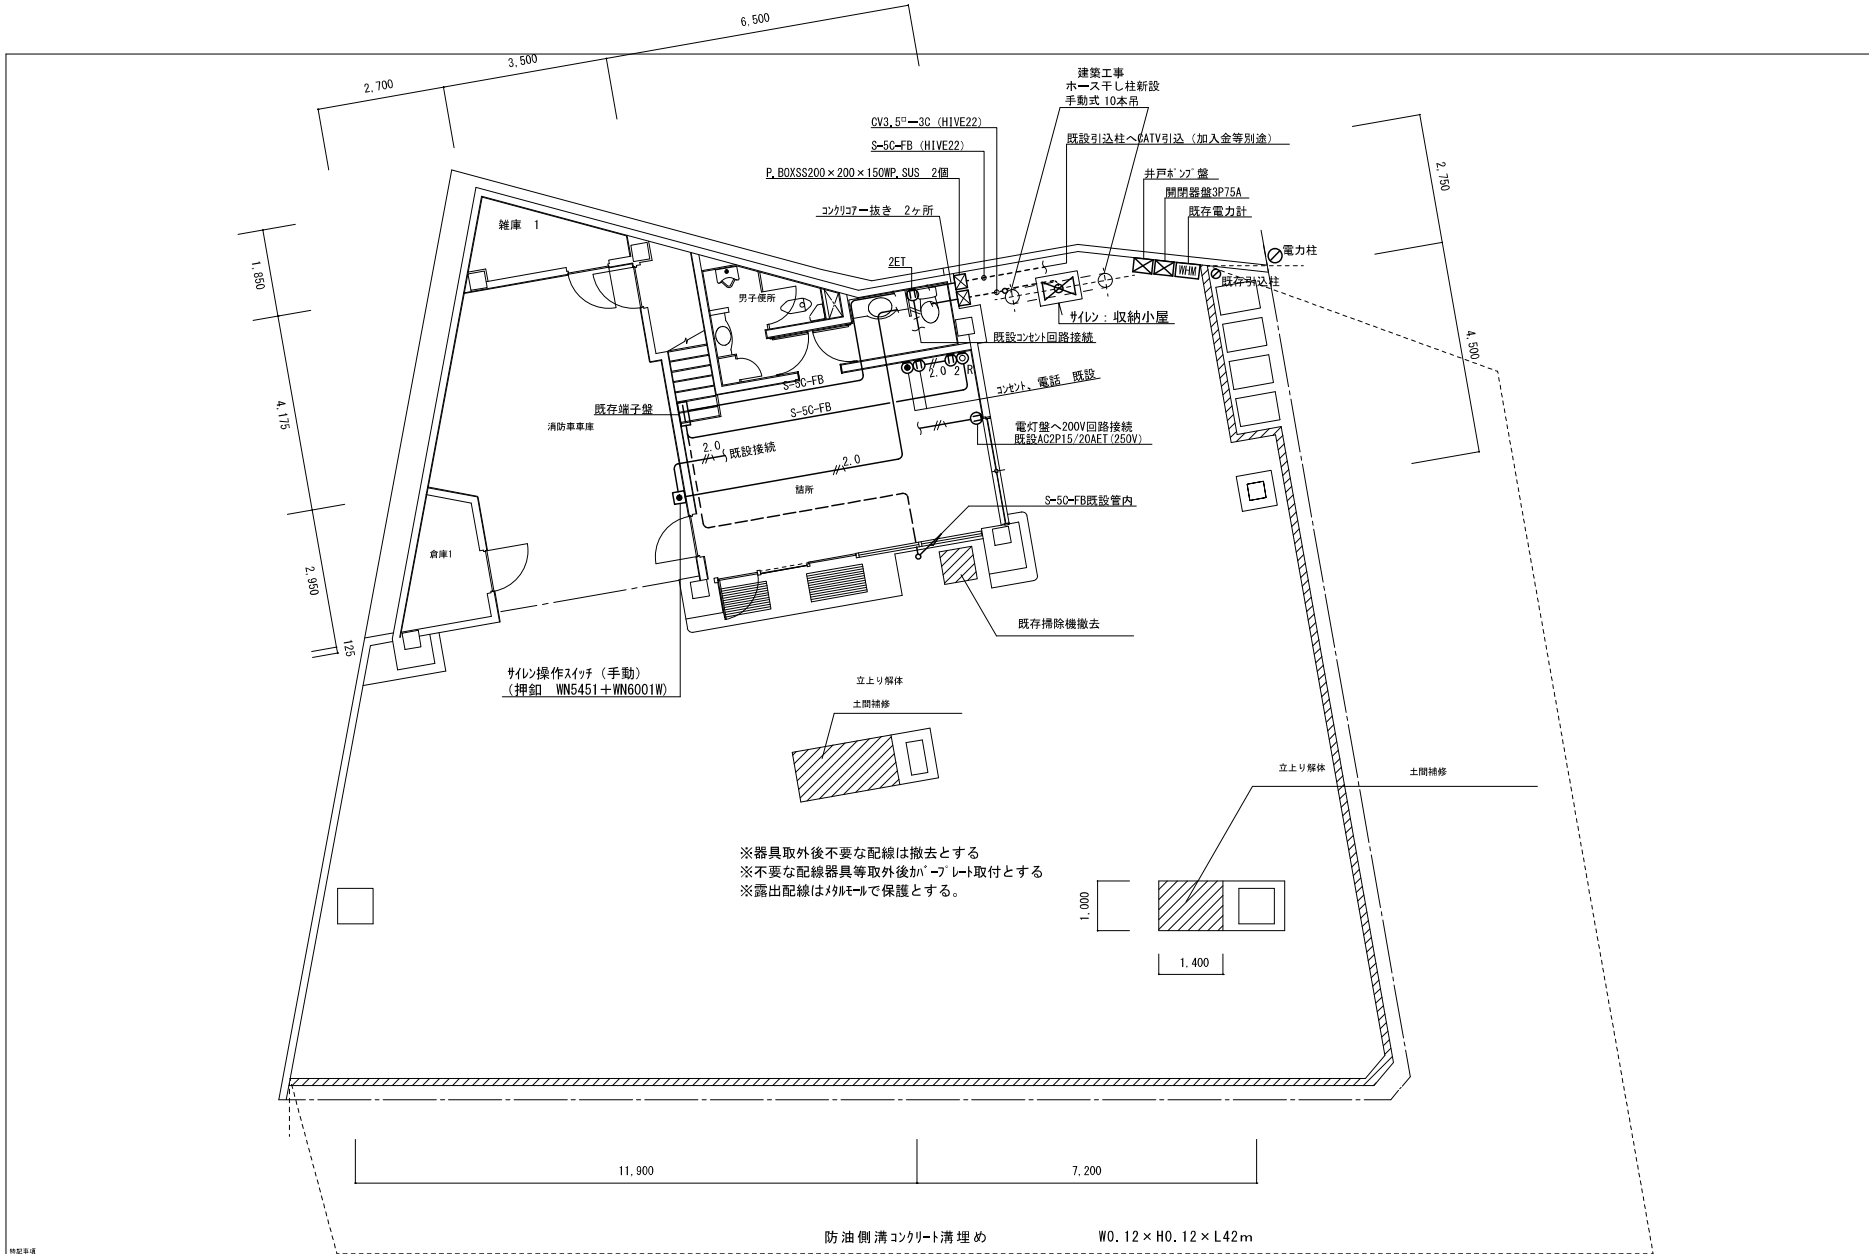 6,500
3,500
2,700
建築工事
ホース干し柱新設
手動式 10本吊
CV3.5□ー3C (HIVE22)
S-5C-FB (HIVE22)
既設引込柱へCATV引込 (加入金等別途)
P.BOXSS200×200×150WP.SUS 2個
井戸ポンプ盤
開閉器盤3P75A
既存電力計
コンクリコアー抜き 2ヶ所
2,750
雑庫 1
電力柱
2ET
WHM
既存引込柱
1,850
男子便所
サイレン：収納小屋
既設コンセント回路接続
4,500
2.0 2 R
S-5C-FB
コンセント、電話 既設
既存端子盤
S-5C-FB
4,175
消防車車庫
電灯盤へ200V回路接続
既設AC2P15/20AET(250V)
2.0
既設接続
2.0
詰所
S-5C-FB既設管内
倉庫1
2,950
125
既存掃除機撤去
サイレン操作スイッチ (手動)
(押釦 WN5451＋WN6001W)
立上り解体
土間補修
立上り解体 土間補修
※器具取外後不要な配線は撤去とする
※不要な配線器具等取外後カバープレート取付とする
※露出配線はメタルモールで保護とする。
1,000
1,400
11,900
7,200
防油側溝コンクリート溝埋め W0.12×H0.12×L42m
特記事項